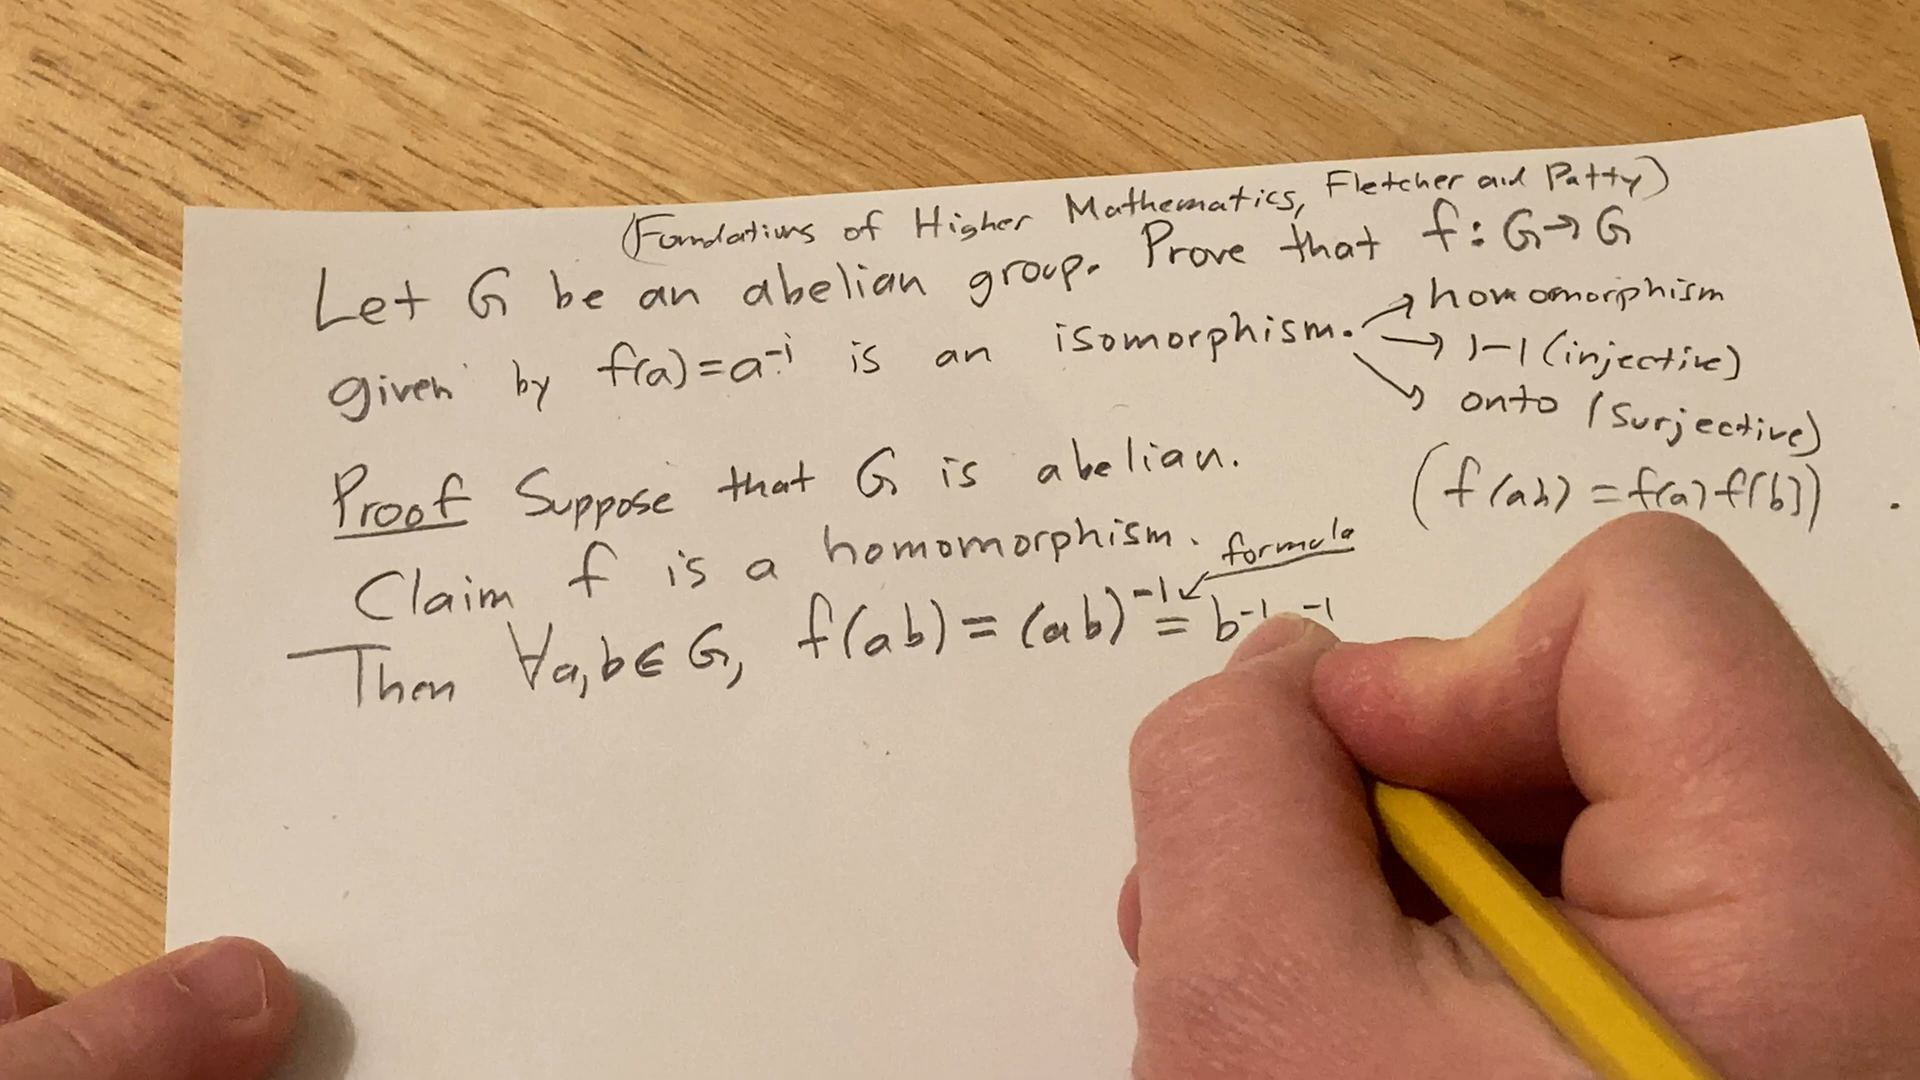 (Foundations of Higher Mathematics, Fletcher and Patty)
Let G be an abelian group. Prove that f: G→G
given by f(a)=a⁻¹ is an isomorphism. → homomorphism
→ 1-1 (injective)
→ onto (surjective)
Proof Suppose that G is abelian.
(f(ab) = f(a) f(b))
Claim f is a homomorphism.
formula
Then ∀a,b∈G, f(ab) = (ab)⁻¹ = b⁻¹ ⁻¹